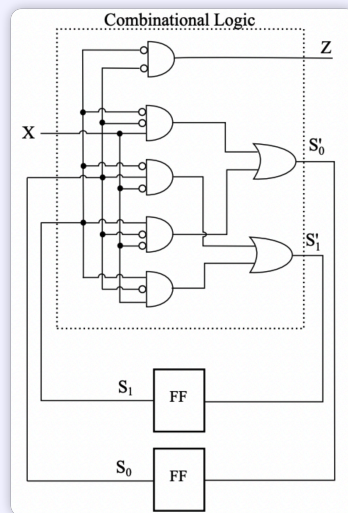 Combinational Logic
Z
X
S'0
S'1
S1
FF
S0
FF